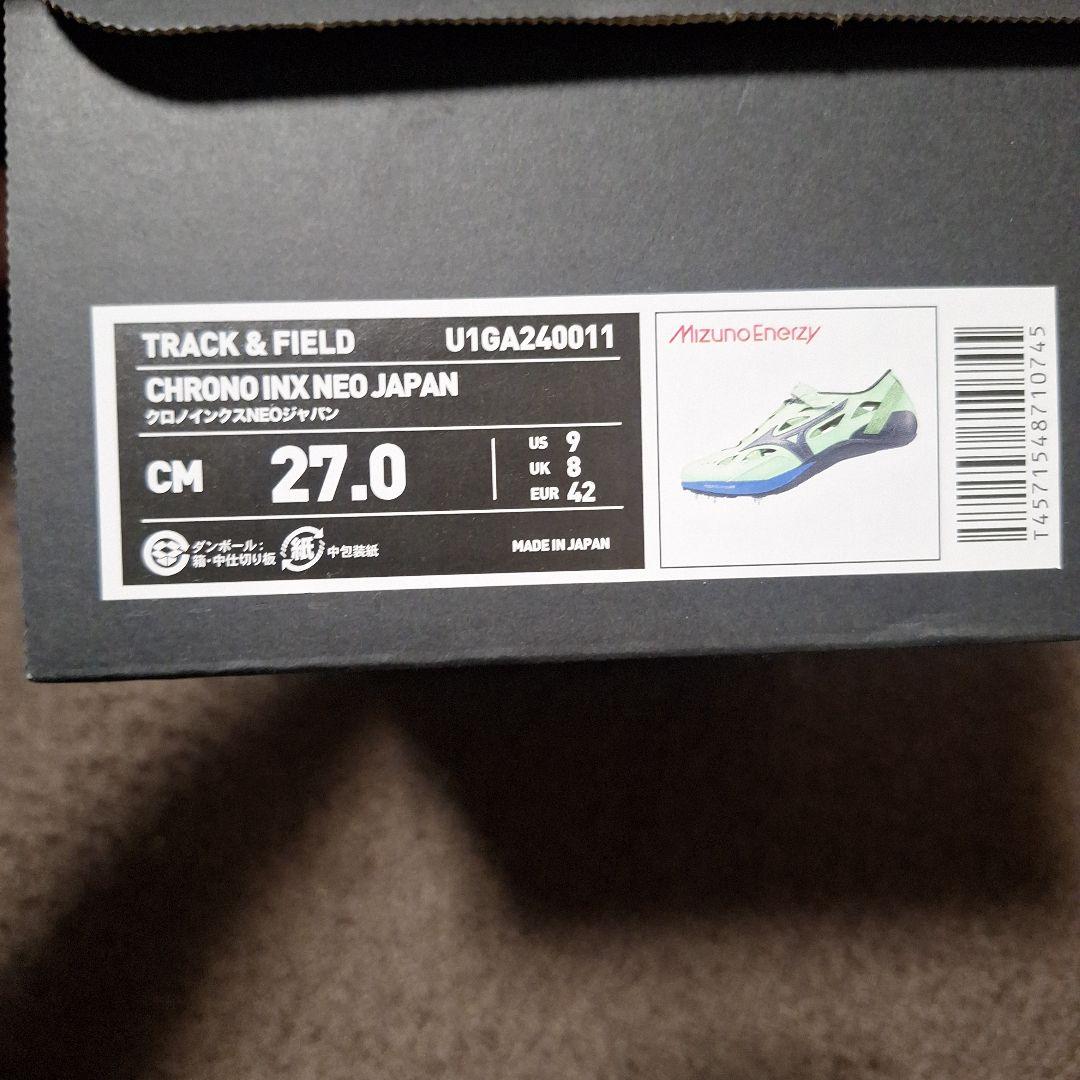 TRACK & FIELD U1GA240011
CHRONO INX NEO JAPAN
クロノインクスNEOジャパン
CM 27.0
US 9
UK 8
EUR 42
ダンボール:
箱・中仕切り板
紙 中包装紙
MADE IN JAPAN
Mizuno Enerzy
T4571548710745